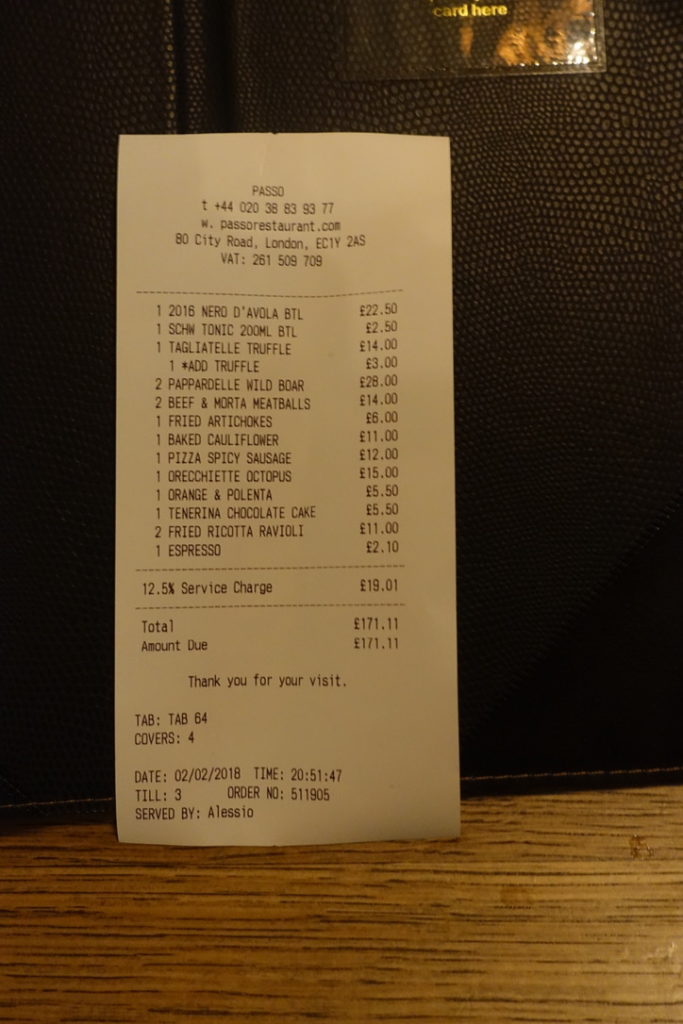 card here
PASSO
t +44 020 38 83 93 77
w. passorestaurant.com
80 City Road, London, EC1Y 2AS
VAT: 261 509 709
1 2016 NERO D'AVOLA BTL £22.50
1 SCHW TONIC 200ML BTL £2.50
1 TAGLIATELLE TRUFFLE £14.00
1 *ADD TRUFFLE £3.00
2 PAPPARDELLE WILD BOAR £28.00
2 BEEF & MORTA MEATBALLS £14.00
1 FRIED ARTICHOKES £6.00
1 BAKED CAULIFLOWER £11.00
1 PIZZA SPICY SAUSAGE £12.00
1 ORECCHIETTE OCTOPUS £15.00
1 ORANGE & POLENTA £5.50
1 TENERINA CHOCOLATE CAKE £5.50
2 FRIED RICOTTA RAVIOLI £11.00
1 ESPRESSO £2.10
12.5% Service Charge £19.01
Total £171.11
Amount Due £171.11
Thank you for your visit.
TAB: TAB 64
COVERS: 4
DATE: 02/02/2018 TIME: 20:51:47
TILL: 3 ORDER NO: 511905
SERVED BY: Alessio